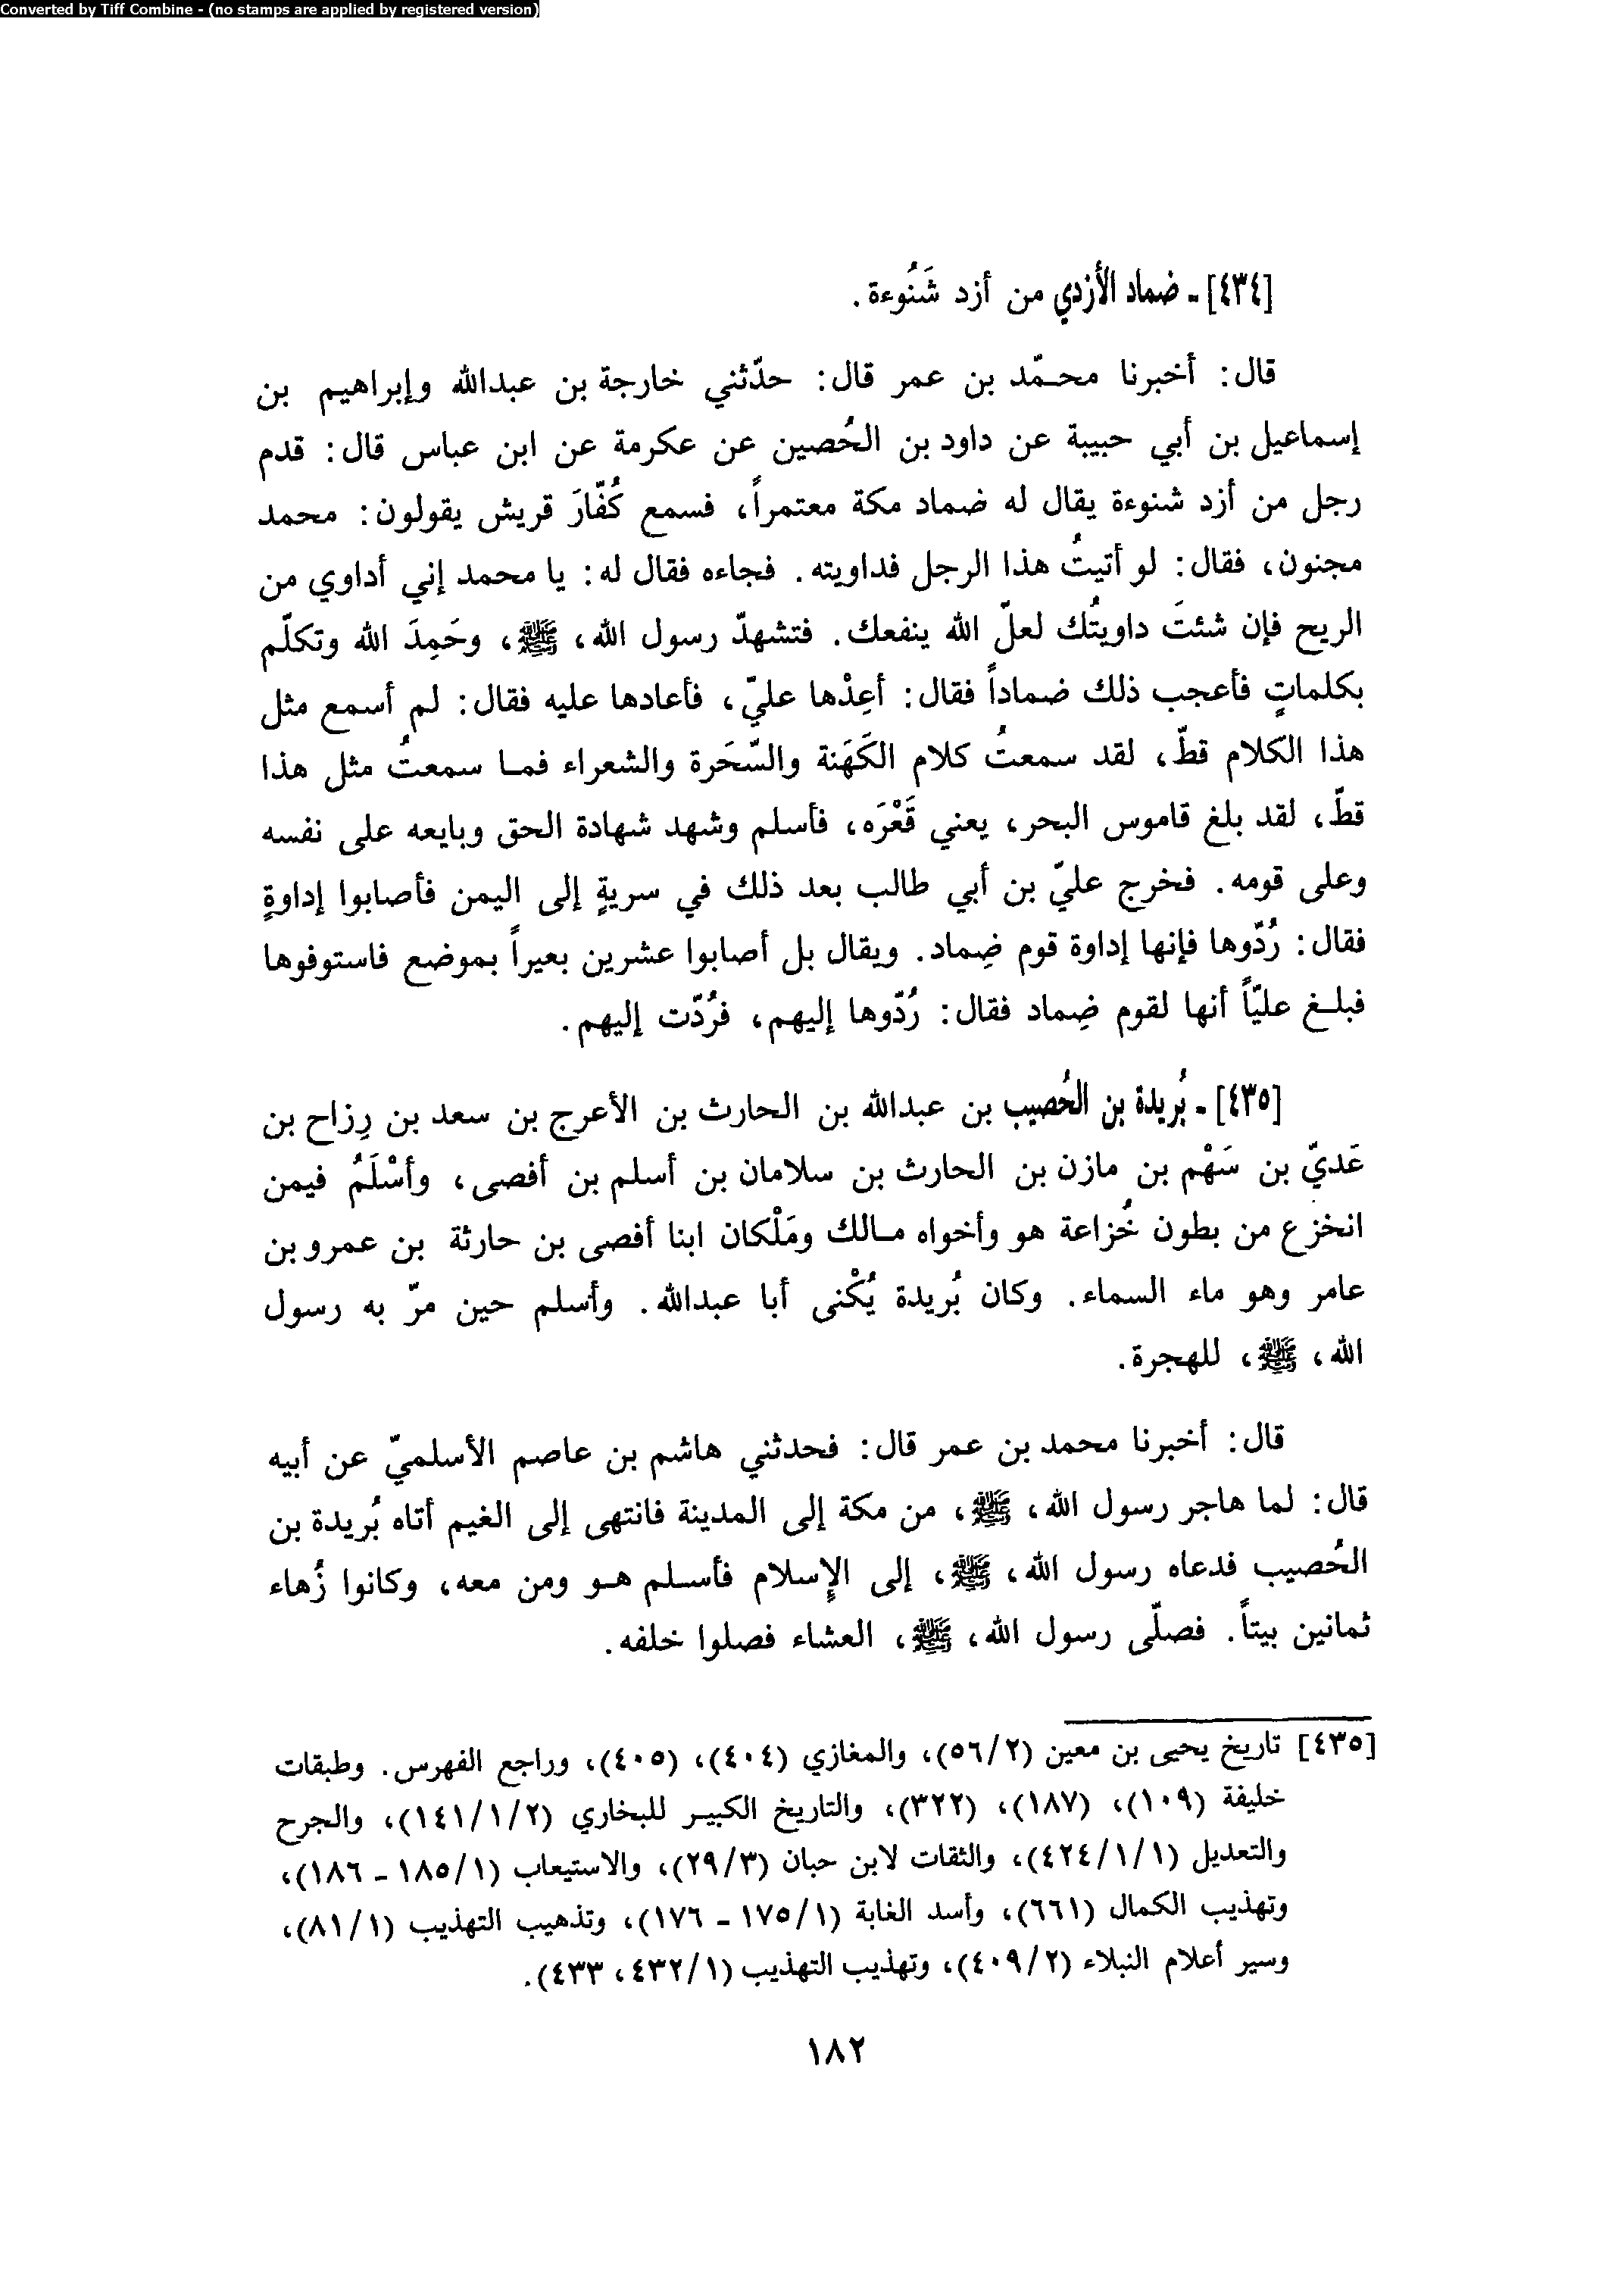 Converted by Tiff Combine - (no stamps are applied by registered version)
[٤٣٤] - ضماد الأزدي من أزد شَنُوءة.
قال: أخبرنا محمّد بن عمر قال: حدّثني خارجة بن عبدالله وإبراهيم بن
إسماعيل بن أبي حبيبة عن داود بن الحُصين عن عكرمة عن ابن عباس قال: قدم
رجل من أزد شنوءة يقال له ضماد مكة معتمراً، فسمع كُفّارَ قريش يقولون: محمد
مجنون، فقال: لو أتيتُ هذا الرجل فداويته. فجاءه فقال له: يا محمد إني أداوي من
الريح فإن شئتَ داويتُك لعلّ الله ينفعك. فتشهدّ رسول الله، ﷺ، وحَمِدَ الله وتكلّم
بكلماتٍ فأعجب ذلك ضماداً فقال: أعِدْها عليّ، فأعادها عليه فقال: لم أسمع مثل
هذا الكلام قطّ، لقد سمعتُ كلام الكَهَنة والسّحَرة والشعراء فما سمعتُ مثل هذا
قطّ، لقد بلغ قاموس البحر، يعني قَعْرَه، فأسلم وشهد شهادة الحق وبايعه على نفسه
وعلى قومه. فخرج عليّ بن أبي طالب بعد ذلك في سريةٍ إلى اليمن فأصابوا إداوةٍ
فقال: رُدّوها فإنها إداوة قوم ضِماد. ويقال بل أصابوا عشرين بعيراً بموضع فاستوفوها
فبلغ عليّاً أنها لقوم ضِماد فقال: رُدّوها إليهم، فرُدّت إليهم.
[٤٣٥] - بُريدة بن الحُصيب بن عبدالله بن الحارث بن الأعرج بن سعد بن رِزاح بن
عَديّ بن سَهْم بن مازن بن الحارث بن سلامان بن أسلم بن أفصى، وأسْلَمُ فيمن
انخزع من بطون خُزاعة هو وأخواه مالك ومَلْكان ابنا أفصى بن حارثة بن عمرو بن
عامر وهو ماء السماء. وكان بُريدة يُكْنى أبا عبدالله. وأسلم حين مرّ به رسول
الله، ﷺ، للهجرة.
قال: أخبرنا محمد بن عمر قال: فحدثني هاشم بن عاصم الأسلميّ عن أبيه
قال: لما هاجر رسول الله، ﷺ، من مكة إلى المدينة فانتهى إلى الغيم أتاه بُريدة بن
الحُصيب فدعاه رسول الله، ﷺ، إلى الإسلام فأسلم هو ومن معه، وكانوا زُهاء
ثمانين بيتاً. فصلّى رسول الله، ﷺ، العشاء فصلوا خلفه.
[٤٣٥] تاريخ يحيى بن معين (٥٦/٢)، والمغازي (٤٠٤)، (٤٠٥)، وراجع الفهرس. وطبقات
خليفة (١٠٩)، (١٨٧)، (٣٢٢)، والتاريخ الكبير للبخاري (١٤١/١/٢)، والجرح
والتعديل (٤٢٤/١/١)، والثقات لابن حبان (٢٩/٣)، والاستيعاب (١٨٥/١ - ١٨٦)،
وتهذيب الكمال (٦٦١)، وأسد الغابة (١٧٥/١ - ١٧٦)، وتذهيب التهذيب (٨١/١)،
وسير أعلام النبلاء (٤٠٩/٢)، وتهذيب التهذيب (٤٣٢/١، ٤٣٣).
١٨٢